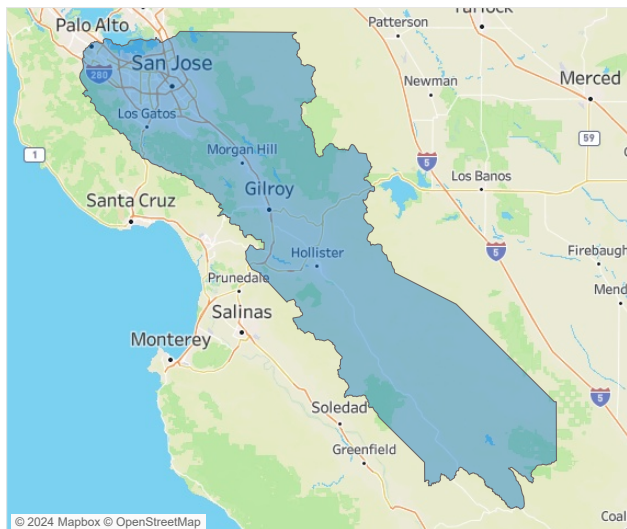 Palo Alto
Patterson
San Jose
280
Newman
Merced
Los Gatos
59
1
Morgan Hill
5
Los Banos
Gilroy
Santa Cruz
5
Hollister
Firebaugh
Prunedale
Mend
Salinas
Monterey
5
Soledad
Greenfield
Coal
© 2024 Mapbox © OpenStreetMap